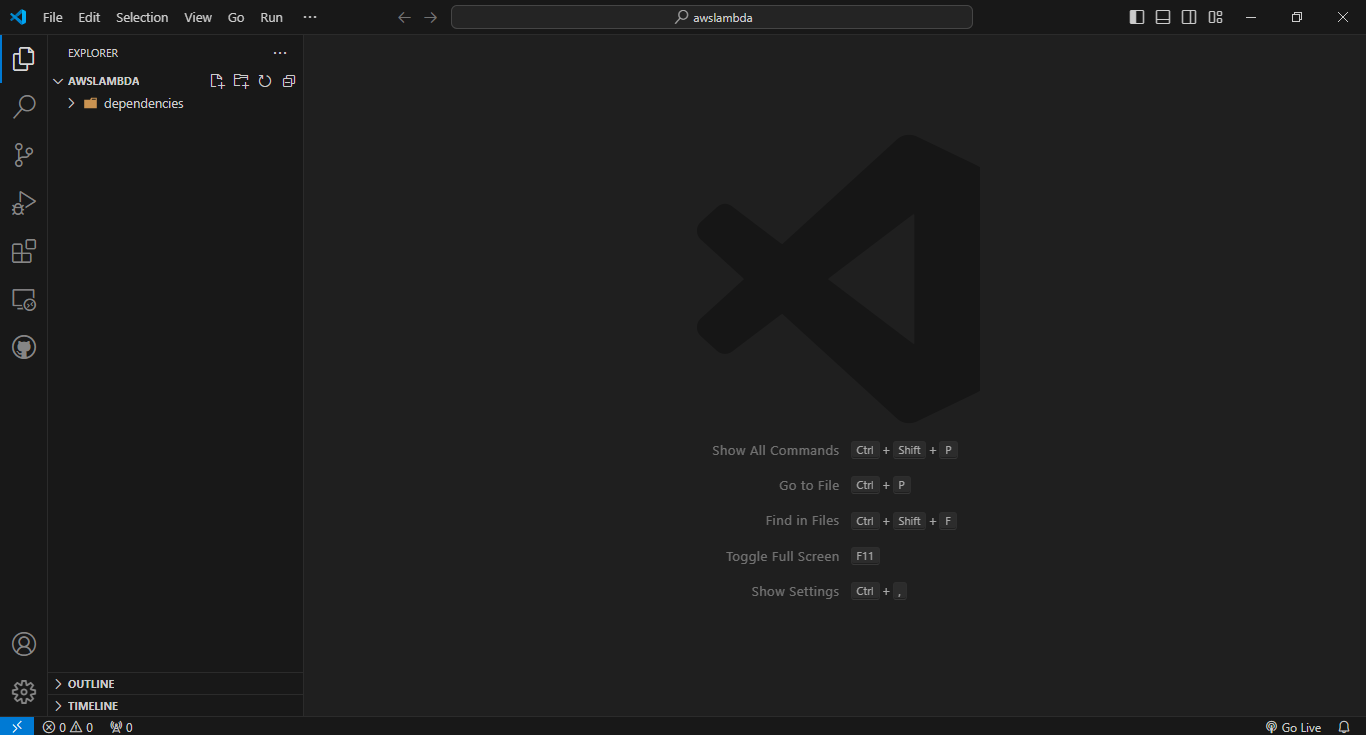 File Edit Selection View Go Run ···
awslambda
EXPLORER ···
AWSLAMBDA
dependencies
Show All Commands Ctrl + Shift + P
Go to File Ctrl + P
Find in Files Ctrl + Shift + F
Toggle Full Screen F11
Show Settings Ctrl + ,
OUTLINE
TIMELINE
0 0 0 Go Live